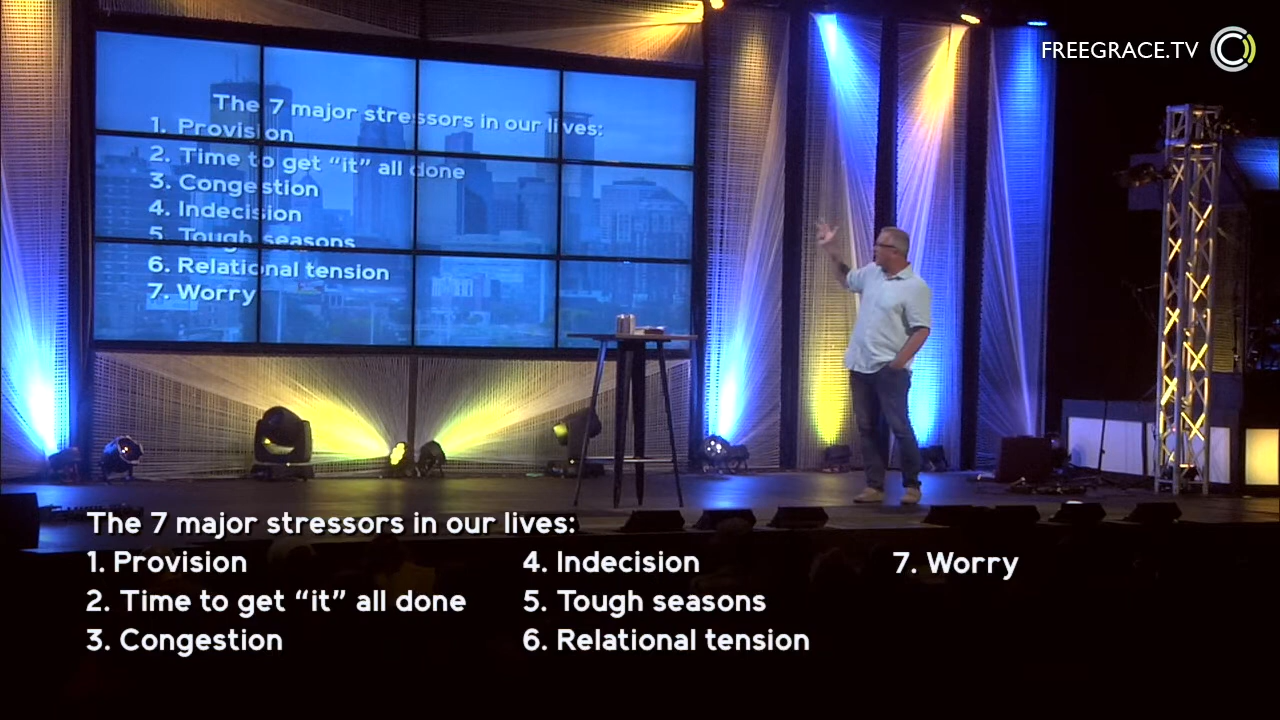 FREEGRACE.TV
The 7 major stressors in our lives:
1. Provision
2. Time to get “it” all done
3. Congestion
4. Indecision
5. Tough seasons
6. Relational tension
7. Worry
The 7 major stressors in our lives:
1. Provision
2. Time to get “it” all done
3. Congestion
4. Indecision
5. Tough seasons
6. Relational tension
7. Worry